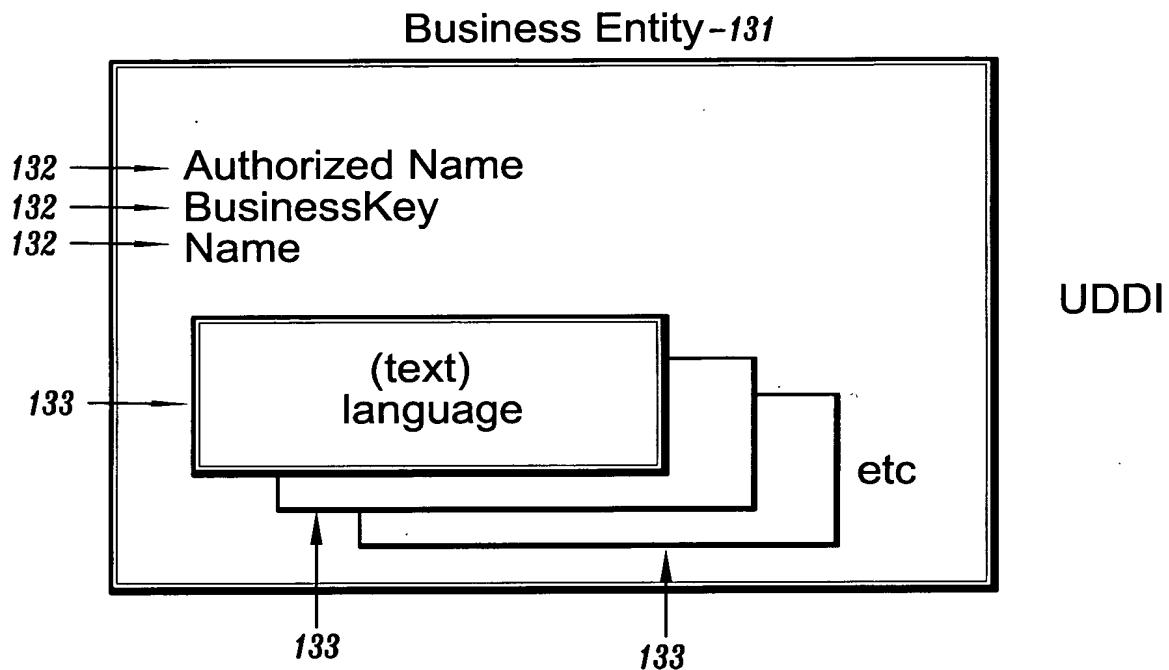 Business Entity-131
132 Authorized Name
132 BusinessKey
132 Name
UDDI
(text)
133 language
etc
133 133